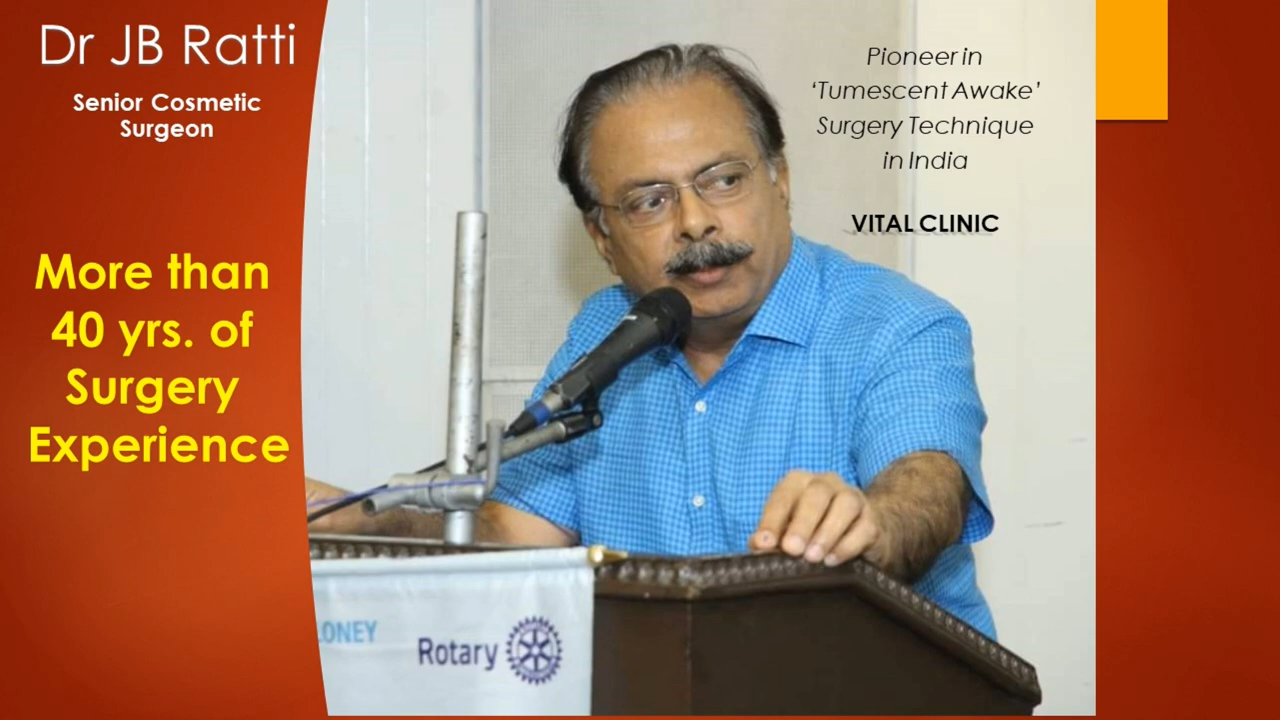 Dr JB Ratti
Senior Cosmetic
Surgeon
More than
40 yrs. of
Surgery
Experience
Pioneer in
‘Tumescent Awake’
Surgery Technique
in India
VITAL CLINIC
LONEY
Rotary